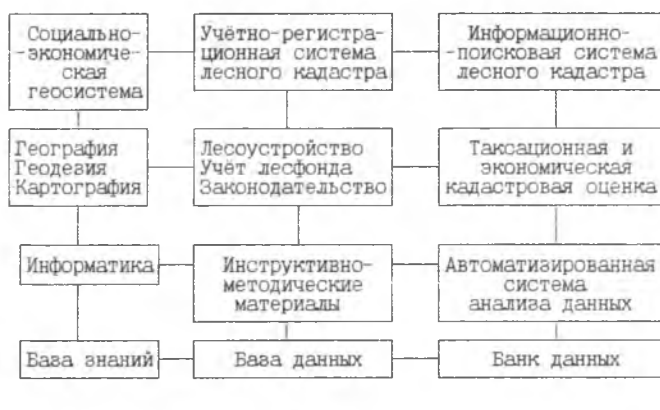 Социально-
-экономиче-
ская
геосистема
Учётно-регистра-
ционная система
лесного кадастра
Информационно-
-поисковая система
лесного кадастра
География
Геодезия
Картография
Лесоустройство
Учёт лесфонда
Законодательство
Таксационная и
экономическая
кадастровая оценка
Информатика
Инструктивно-
методические
материалы
Автоматизированная
система
анализа данных
База знаний
База данных
Банк данных